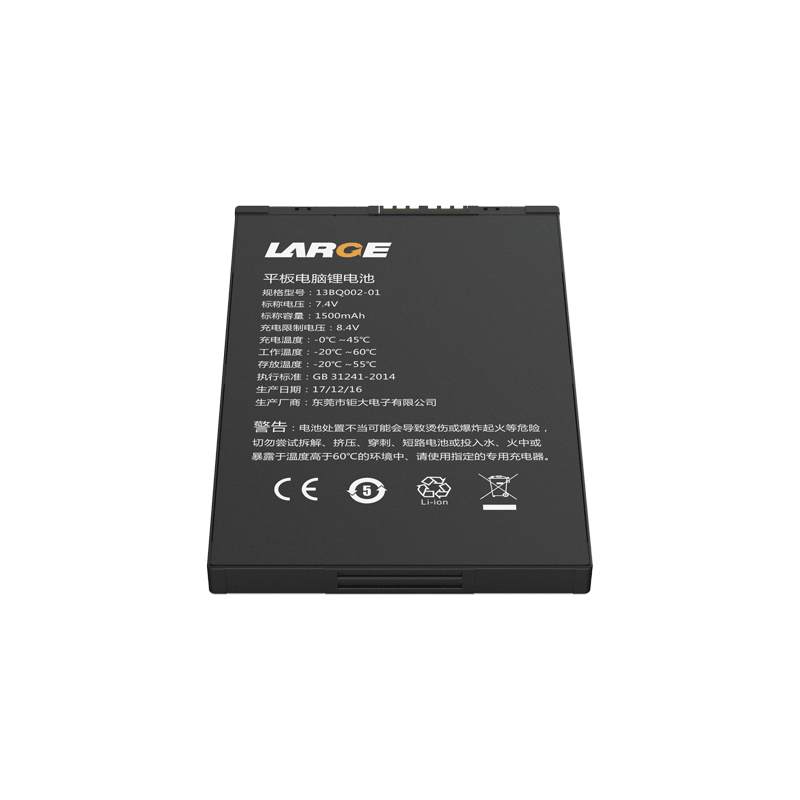 LARGE
平板电脑锂电池
规格型号：13BQ002-01
标称电压：7.4V
标称容量：1500mAh
充电限制电压：8.4V
充电温度：-0℃ ~45℃
工作温度：-20℃ ~60℃
存放温度：-20℃ ~55℃
执行标准：GB 31241-2014
生产日期：17/12/16
生产厂商：东莞市钜大电子有限公司
警告：电池处置不当可能会导致烫伤或爆炸起火等危险，
切勿尝试拆解、挤压、穿刺、短路电池或投入水、火中或
暴露于温度高于60℃的环境中、请使用指定的专用充电器。
CE 5
Li-ion